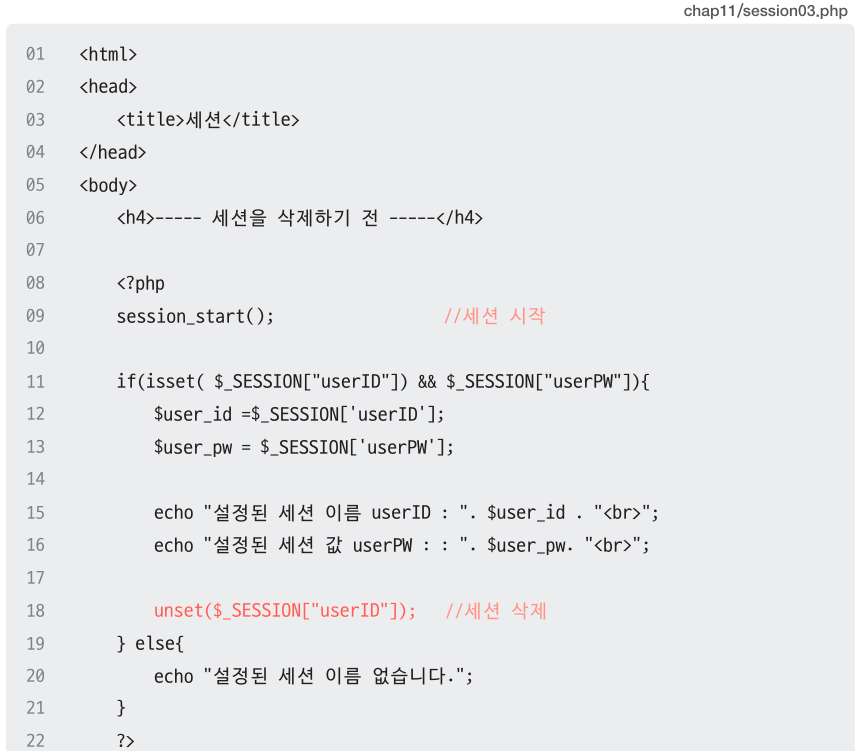 chap11/session03.php
01 <html>
02 <head>
03     <title>세션</title>
04 </head>
05 <body>
06     <h4>----- 세션을 삭제하기 전 -----</h4>
07
08     <?php
09     session_start();                  //세션 시작
10
11     if(isset( $_SESSION["userID"]) && $_SESSION["userPW"]){
12         $user_id =$_SESSION['userID'];
13         $user_pw = $_SESSION['userPW'];
14
15         echo "설정된 세션 이름 userID : ". $user_id . "<br>";
16         echo "설정된 세션 값 userPW : : ". $user_pw. "<br>";
17
18         unset($_SESSION["userID"]);   //세션 삭제
19     } else{
20         echo "설정된 세션 이름 없습니다.";
21     }
22     ?>